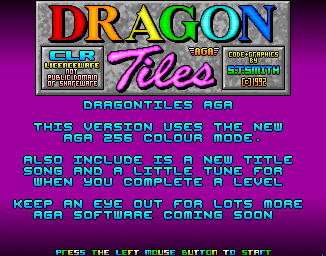 DRAGON
Tiles
CLR
LICENCEWARE
NOT
PUBLIC DOMAIN
OR SHAREWARE
AGA
CODE+GRAPHICS
BY
S.J.SMITH
(C) 1992
DRAGONTILES AGA
THIS VERSION USES THE NEW
AGA 256 COLOUR MODE.
ALSO INCLUDE IS A NEW TITLE
SONG AND A LITTLE TUNE FOR
WHEN YOU COMPLETE A LEVEL
KEEP AN EYE OUT FOR LOTS MORE
AGA SOFTWARE COMING SOON
PRESS THE LEFT MOUSE BUTTON TO START